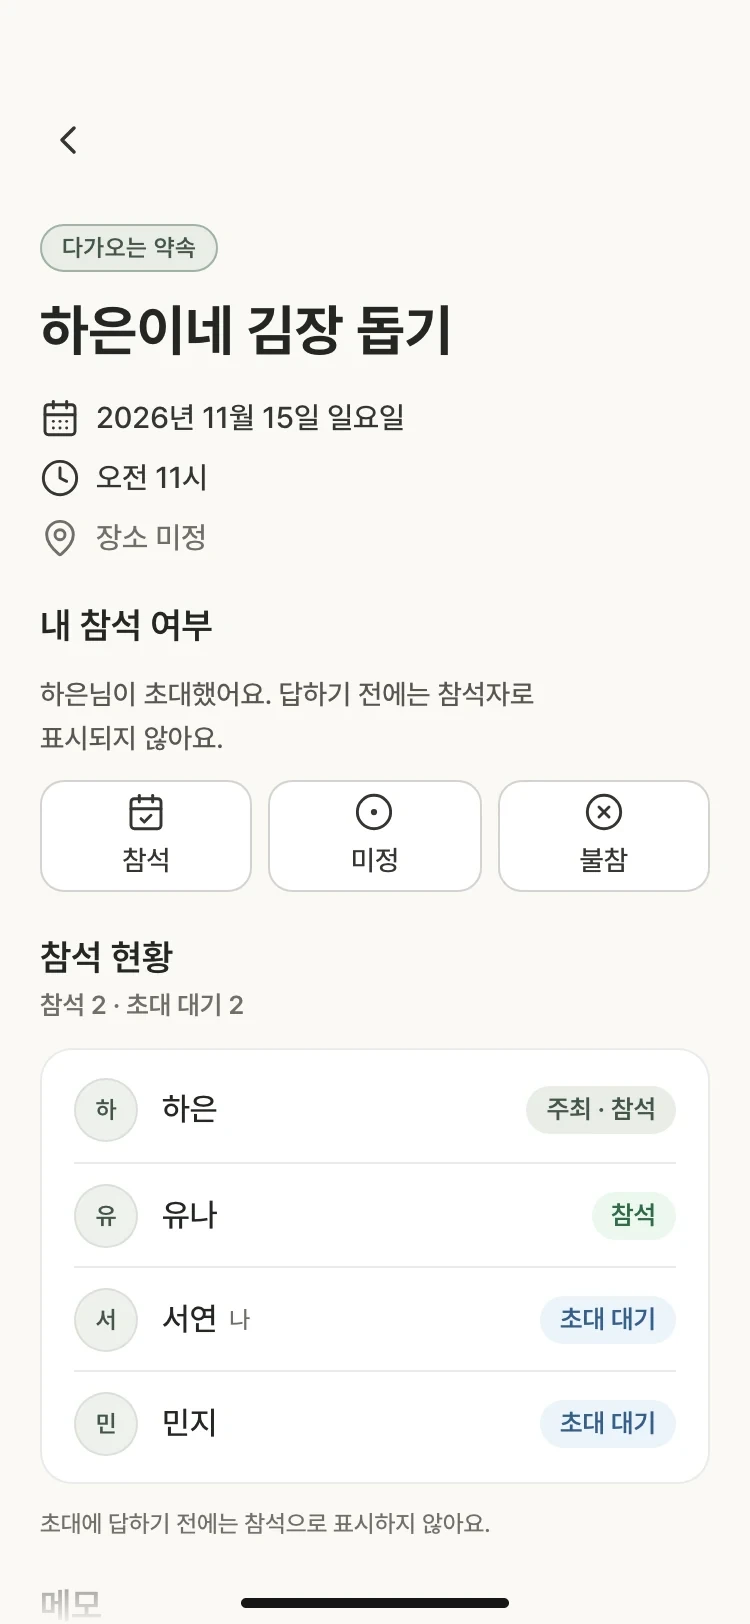 다가오는 약속
하은이네 김장 돕기
2026년 11월 15일 일요일
오전 11시
장소 미정
내 참석 여부
하은님이 초대했어요. 답하기 전에는 참석자로
표시되지 않아요.
참석
미정
불참
참석 현황
참석 2 · 초대 대기 2
하 하은 주최 · 참석
유 유나 참석
서 서연 나 초대 대기
민 민지 초대 대기
초대에 답하기 전에는 참석으로 표시하지 않아요.
메모